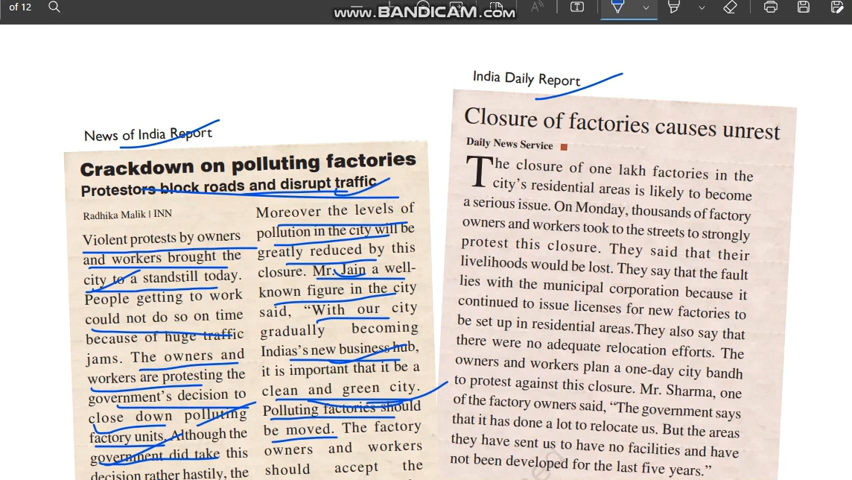 of 12
www.BANDICAM.com
News of India Report
Crackdown on polluting factories
Protestors block roads and disrupt traffic
Radhika Malik | INN
Violent protests by owners
and workers brought the
city to a standstill today.
People getting to work
could not do so on time
because of huge traffic
jams. The owners and
workers are protesting the
government's decision to
close down polluting
factory units. Although the
government did take this
decision rather hastily, the
Moreover the levels of
pollution in the city will be
greatly reduced by this
closure. Mr. Jain a well-
known figure in the city
said, “With our city
gradually becoming
Indias's new business hub,
it is important that it be a
clean and green city.
Polluting factories should
be moved. The factory
owners and workers
should accept the
India Daily Report
Closure of factories causes unrest
Daily News Service
The closure of one lakh factories in the
city's residential areas is likely to become
a serious issue. On Monday, thousands of factory
owners and workers took to the streets to strongly
protest this closure. They said that their
livelihoods would be lost. They say that the fault
lies with the municipal corporation because it
continued to issue licenses for new factories to
be set up in residential areas.They also say that
there were no adequate relocation efforts. The
owners and workers plan a one-day city bandh
to protest against this closure. Mr. Sharma, one
of the factory owners said, “The government says
that it has done a lot to relocate us. But the areas
they have sent us to have no facilities and have
not been developed for the last five years.”